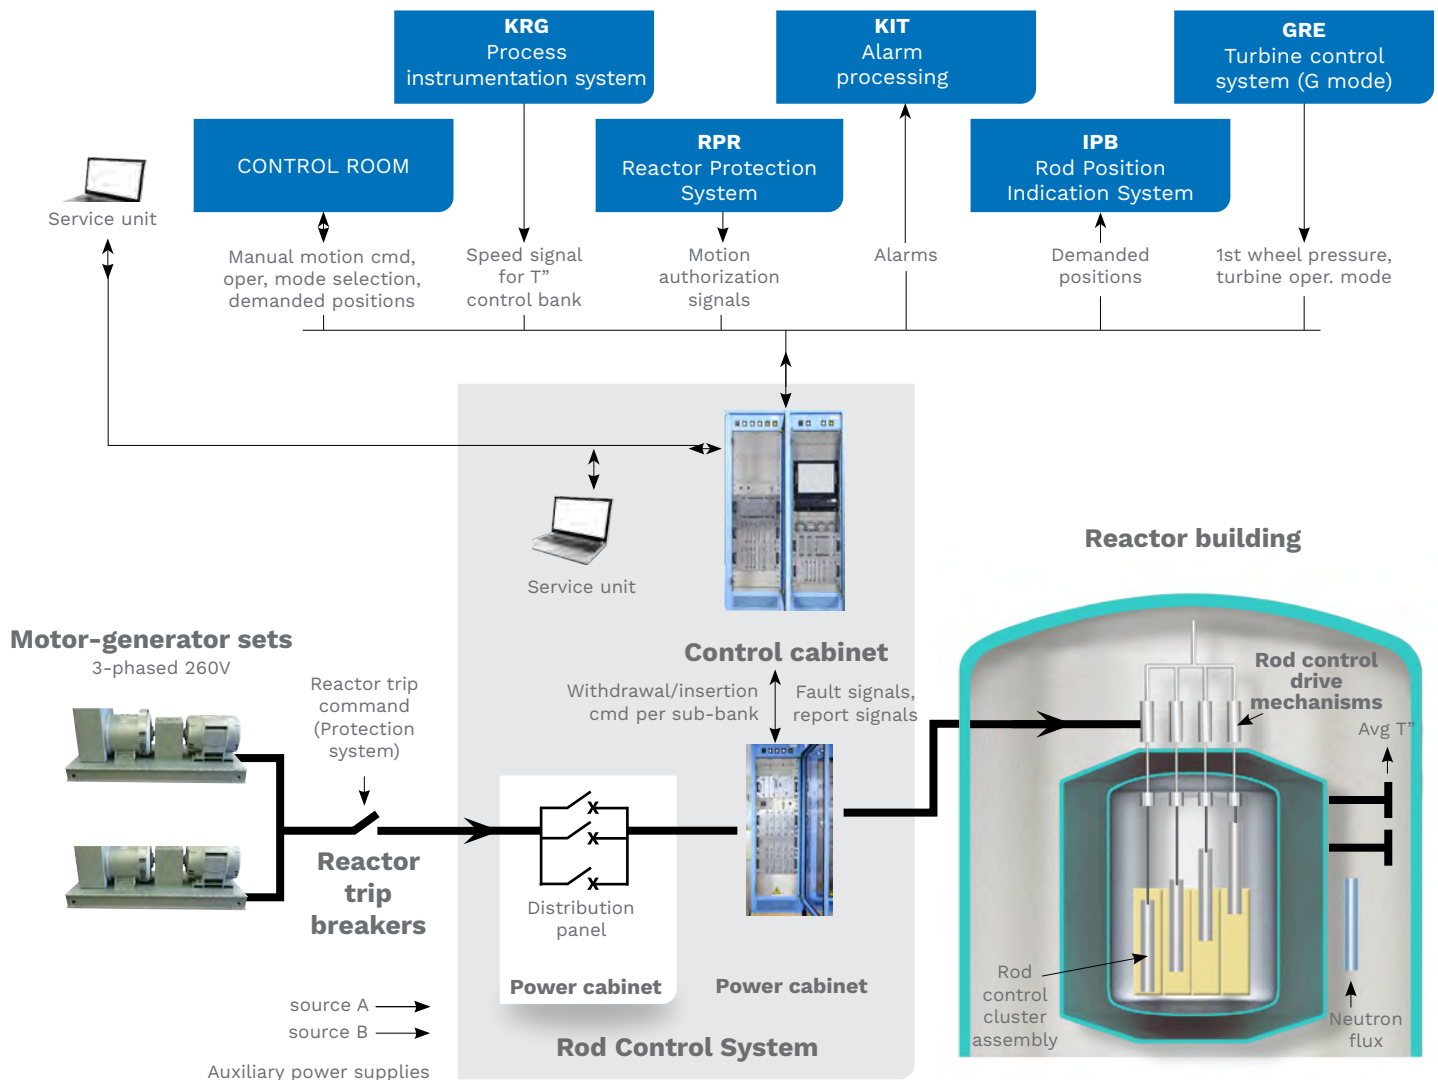 KRG
Process
instrumentation system
KIT
Alarm
processing
GRE
Turbine control
system (G mode)
CONTROL ROOM
RPR
Reactor Protection
System
IPB
Rod Position
Indication System
Service unit
Manual motion cmd,
oper, mode selection,
demanded positions
Speed signal
for T”
control bank
Motion
authorization
signals
Alarms
Demanded
positions
1st wheel pressure,
turbine oper. mode
Service unit
Reactor building
Motor-generator sets
3-phased 260V
Control cabinet
Reactor trip
command
(Protection
system)
Withdrawal/insertion
cmd per sub-bank
Fault signals,
report signals
Rod control
drive
mechanisms
Avg T”
Reactor
trip
breakers
Distribution
panel
Power cabinet
Power cabinet
Rod
control
cluster
assembly
Neutron
flux
source A
source B
Rod Control System
Auxiliary power supplies